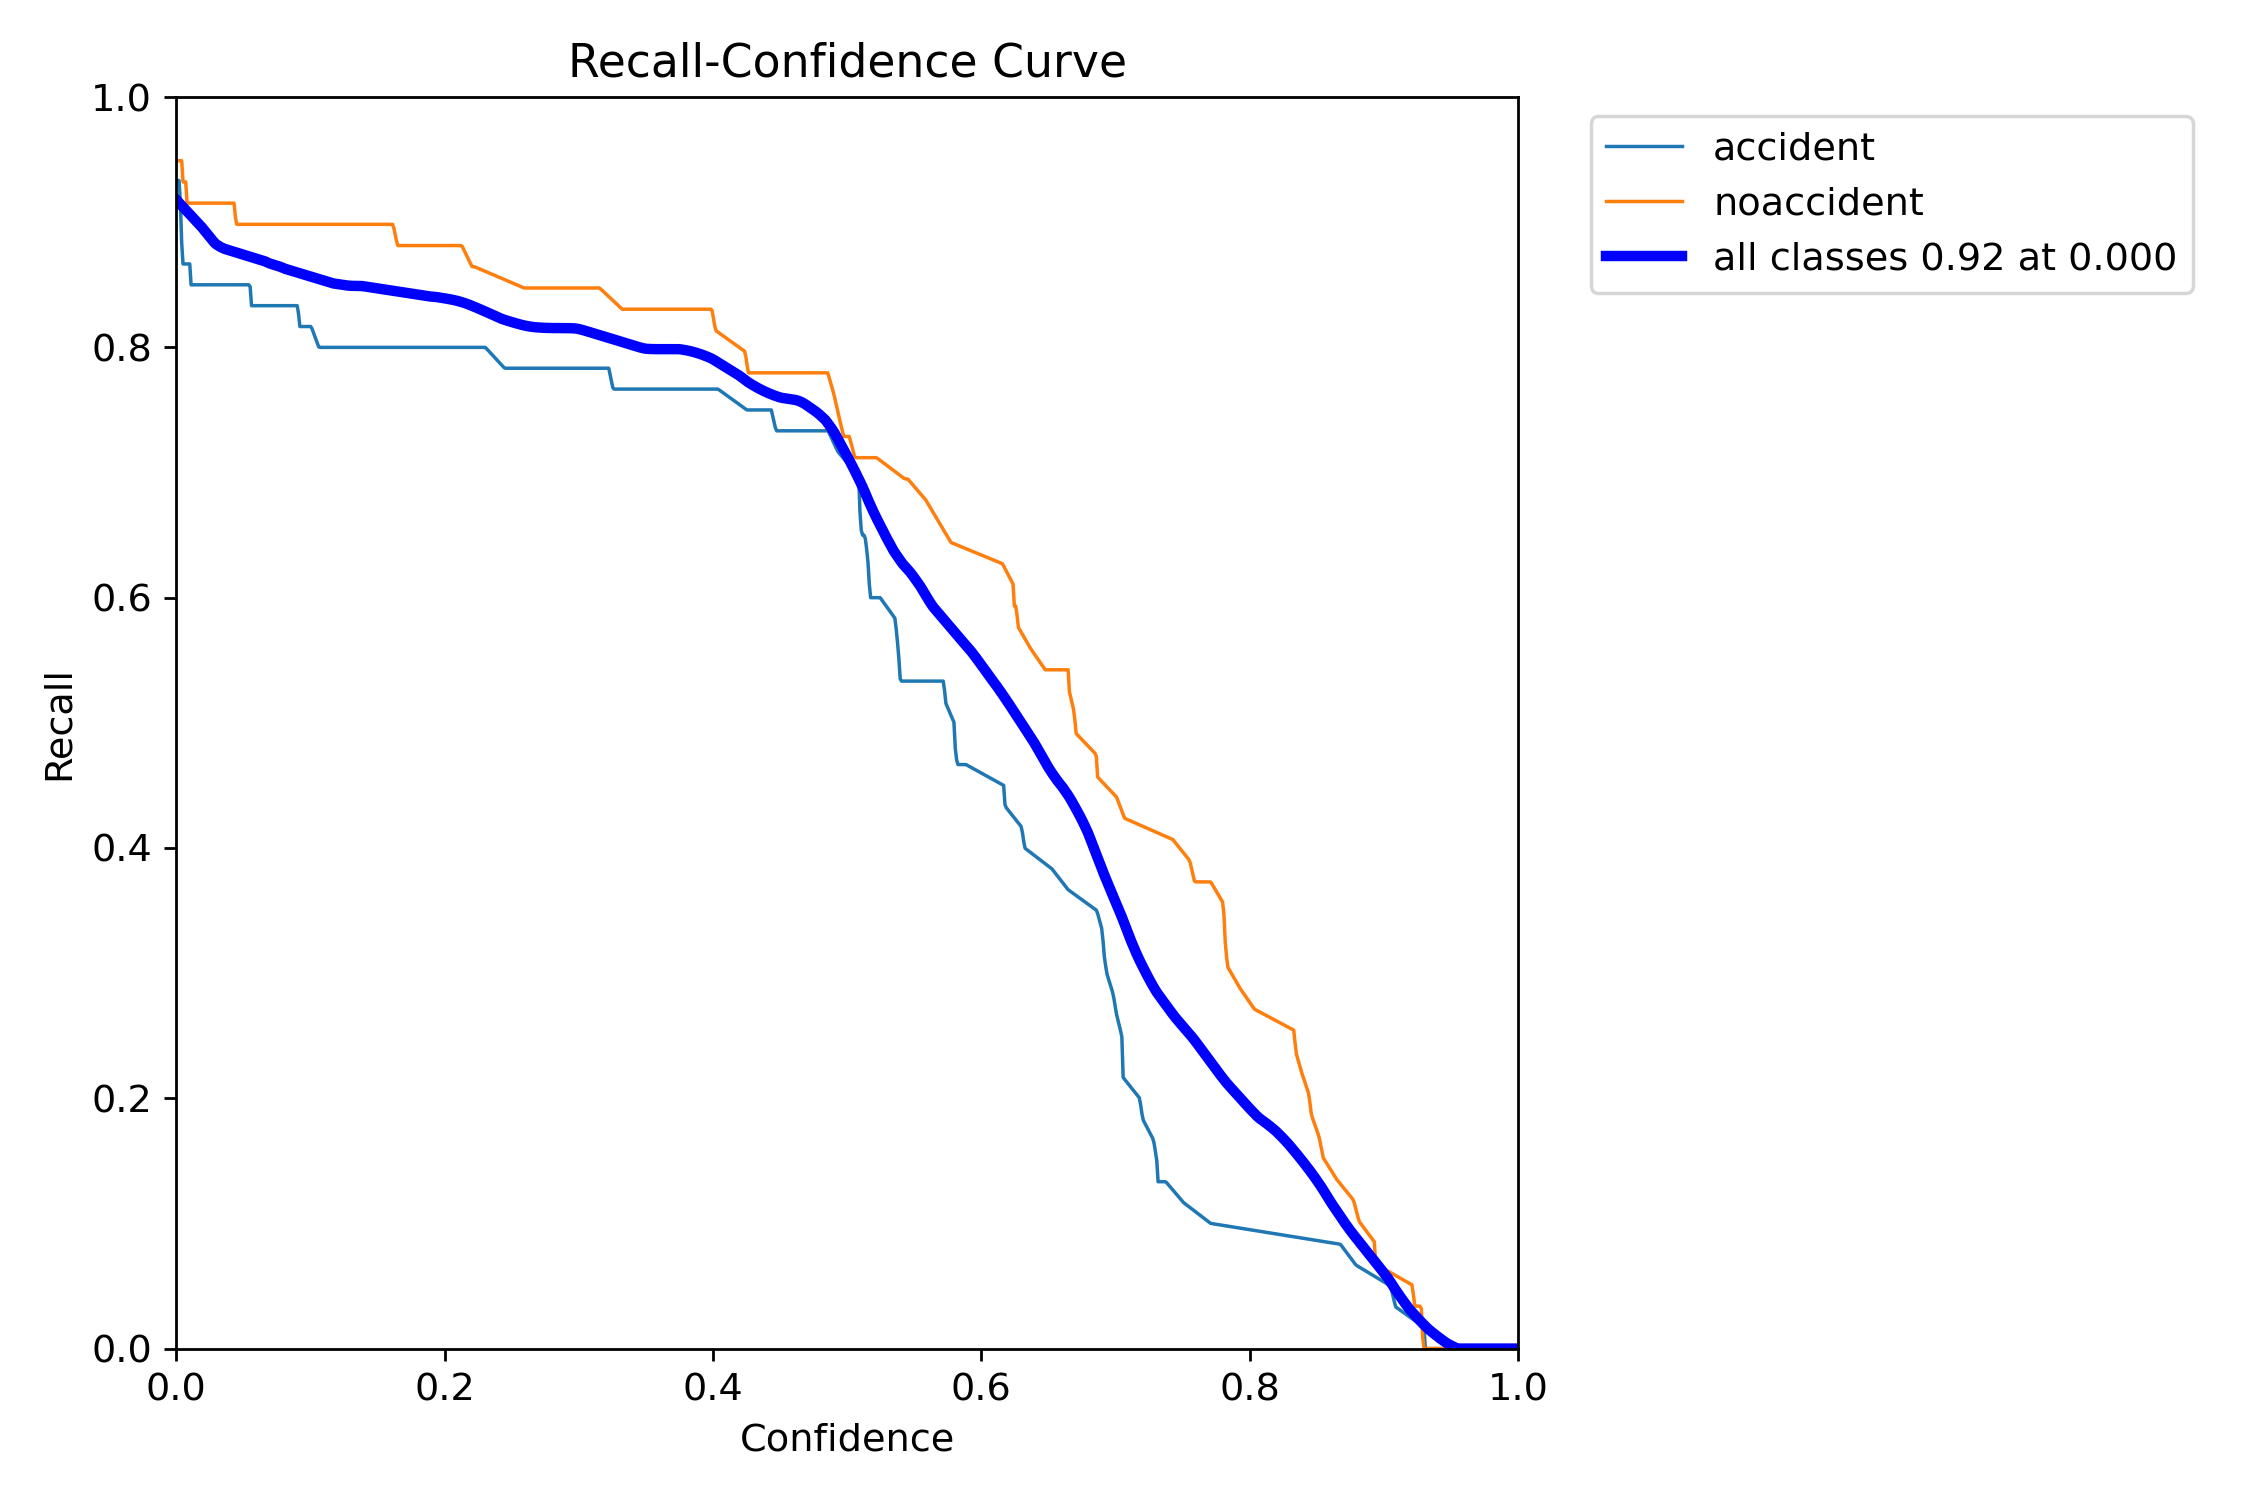 Recall-Confidence Curve
1.0
0.8
0.6
0.4
0.2
0.0
Recall
0.0 0.2 0.4 0.6 0.8 1.0
Confidence
accident
noaccident
all classes 0.92 at 0.000